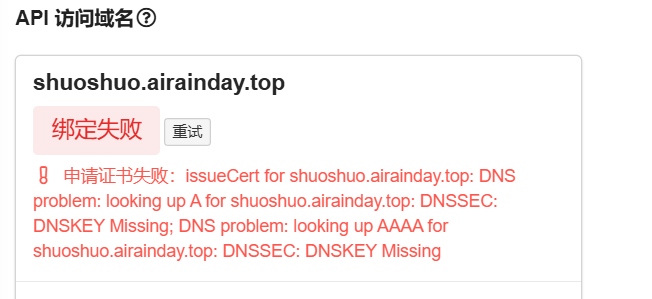 API 访问域名?
shuoshuo.airainday.top
绑定失败 重试
! 申请证书失败：issueCert for shuoshuo.airainday.top: DNS
problem: looking up A for shuoshuo.airainday.top: DNSSEC:
DNSKEY Missing; DNS problem: looking up AAAA for
shuoshuo.airainday.top: DNSSEC: DNSKEY Missing